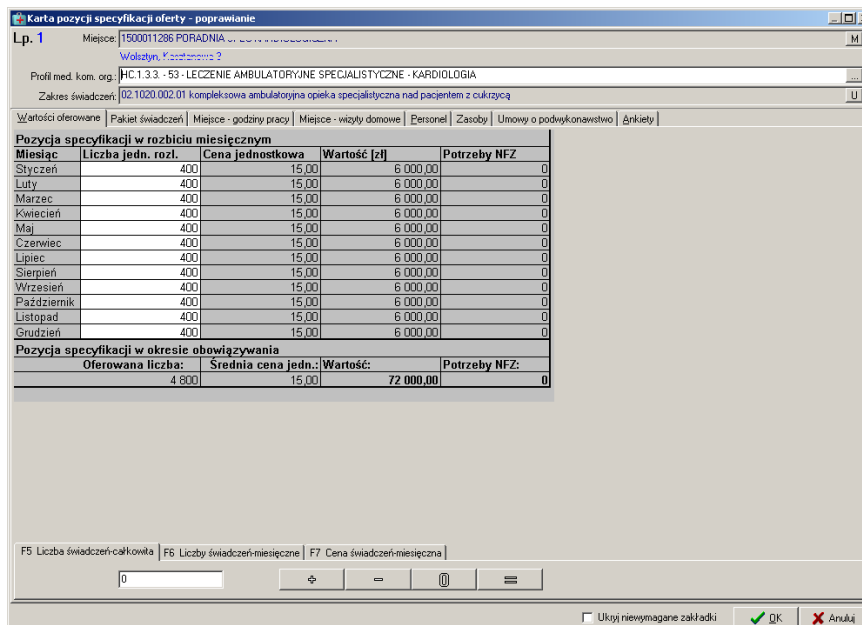 Karta pozycji specyfikacji oferty - poprawianie
Lp. 1 Miejsce: 1500011286 PORADNIA M
Wolsztyn,
Profil med. kom. org.: HC.1.3.3. - 53 - LECZENIE AMBULATORYJNE SPECJALISTYCZNE - KARDIOLOGIA ...
Zakres świadczeń: 02.1020.002.01 kompleksowa ambulatoryjna opieka specjalistyczna nad pacjentem z cukrzycą U
Wartości oferowane Pakiet świadczeń Miejsce - godziny pracy Miejsce - wizyty domowe Personel Zasoby Umowy o podwykonawstwo Ankiety
Pozycja specyfikacji w rozbiciu miesięcznym
Miesiąc Liczba jedn. rozl. Cena jednostkowa Wartość [zł] Potrzeby NFZ
Styczeń 400 15,00 6 000,00 0
Luty 400 15,00 6 000,00 0
Marzec 400 15,00 6 000,00 0
Kwiecień 400 15,00 6 000,00 0
Maj 400 15,00 6 000,00 0
Czerwiec 400 15,00 6 000,00 0
Lipiec 400 15,00 6 000,00 0
Sierpień 400 15,00 6 000,00 0
Wrzesień 400 15,00 6 000,00 0
Październik 400 15,00 6 000,00 0
Listopad 400 15,00 6 000,00 0
Grudzień 400 15,00 6 000,00 0
Pozycja specyfikacji w okresie obowiązywania
Oferowana liczba: Średnia cena jedn.: Wartość: Potrzeby NFZ:
4 800 15,00 72 000,00 0
F5 Liczba świadczeń-całkowita F6 Liczby świadczeń-miesięczne F7 Cena świadczeń-miesięczna
0 + - 0 =
Ukryj niewymagane zakładki OK Anuluj